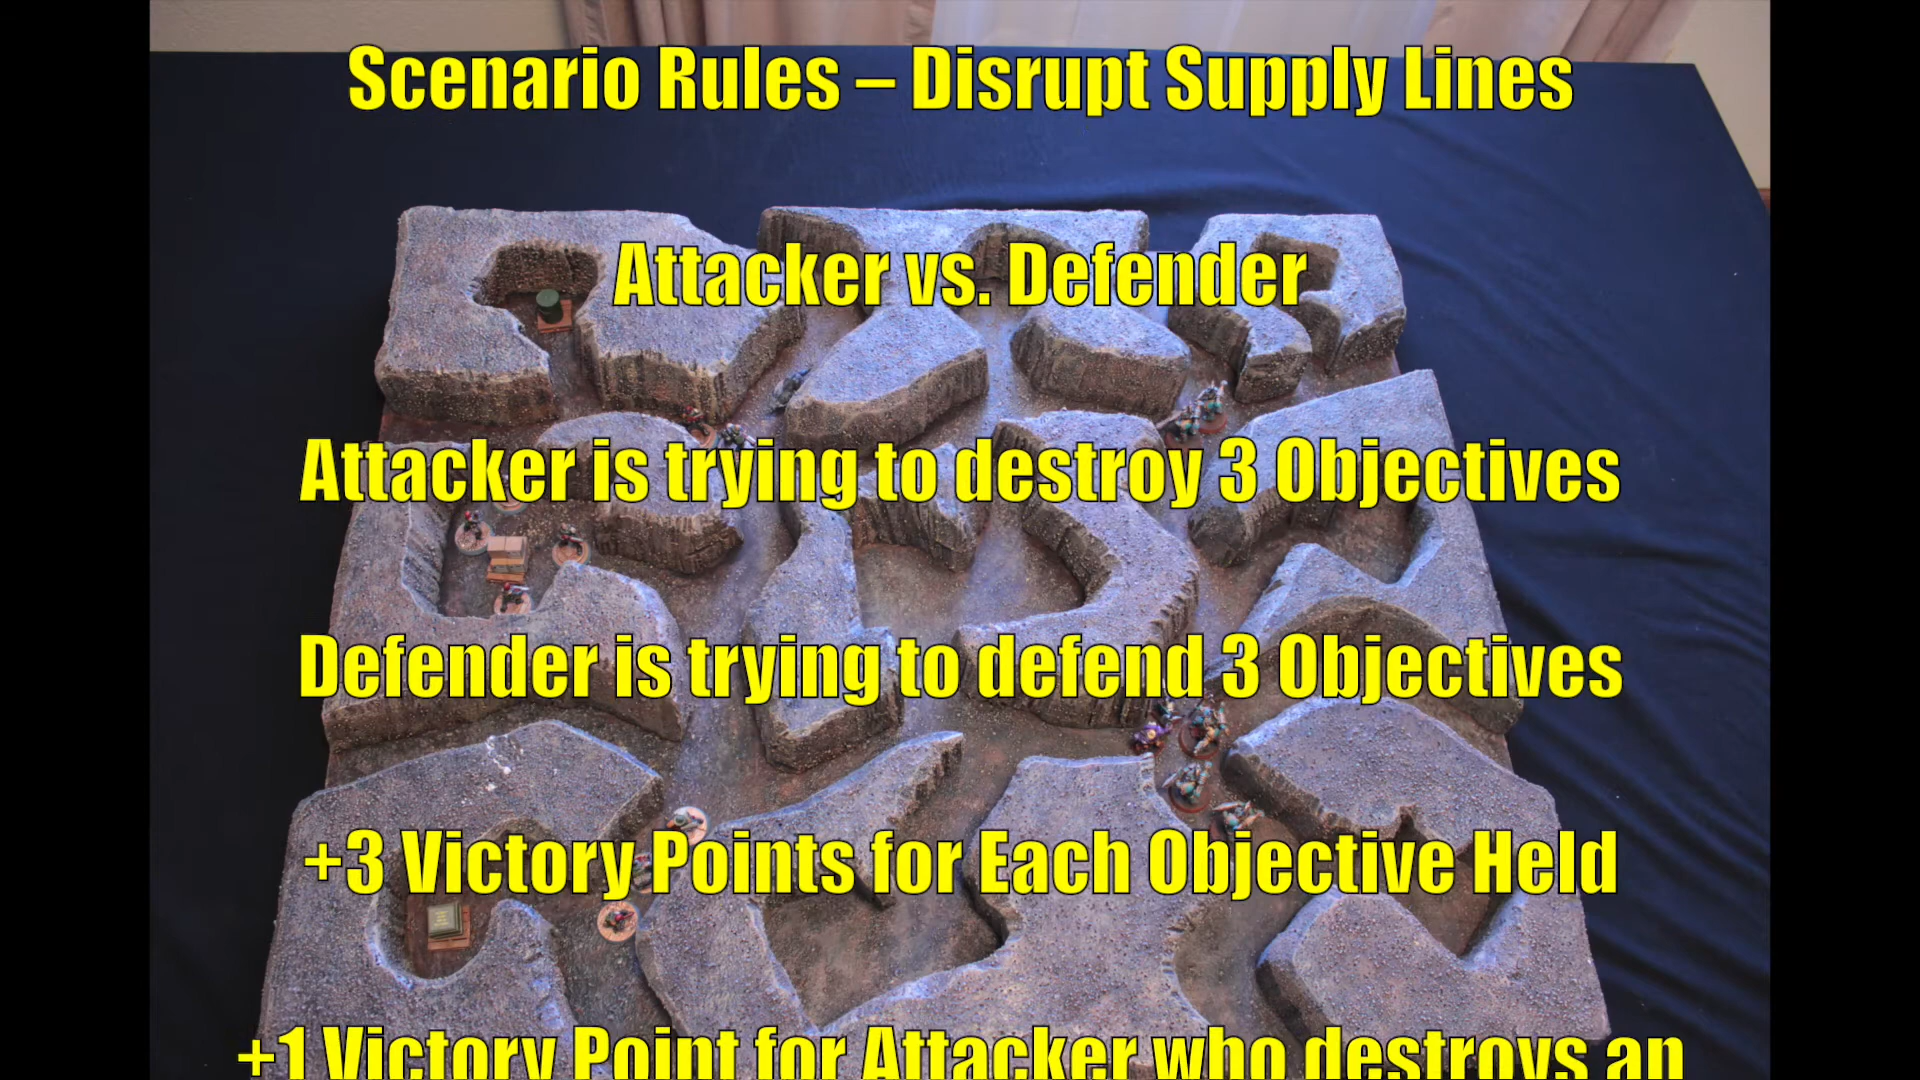 Scenario Rules – Disrupt Supply Lines
Attacker vs. Defender
Attacker is trying to destroy 3 Objectives
Defender is trying to defend 3 Objectives
+3 Victory Points for Each Objective Held
+1 Victory Point for Attacker who destroys an